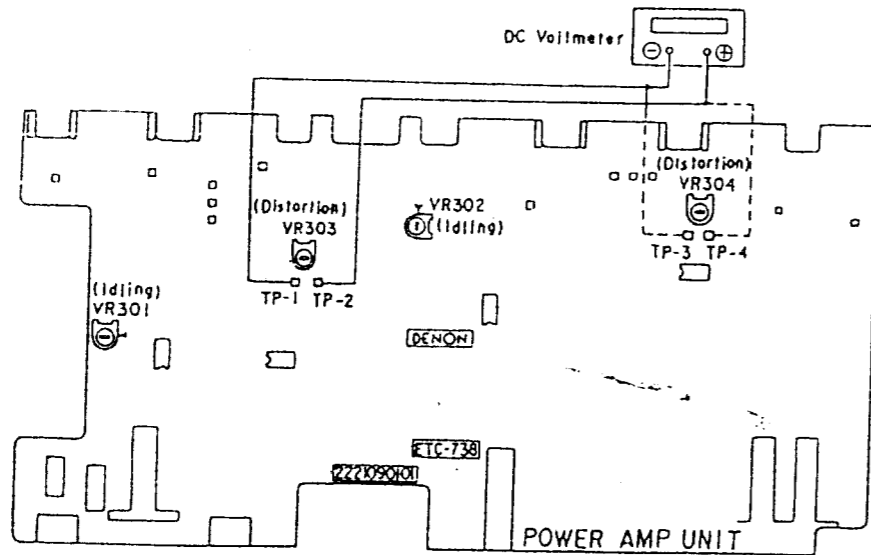 DC Voltmeter
⊖ ⊕
(Distortion)
VR304
(Distortion)
VR303
VR302
(Idling)
TP-3 TP-4
(Idling)
VR301
TP-1 TP-2
DENON
ETC-738
POWER AMP UNIT